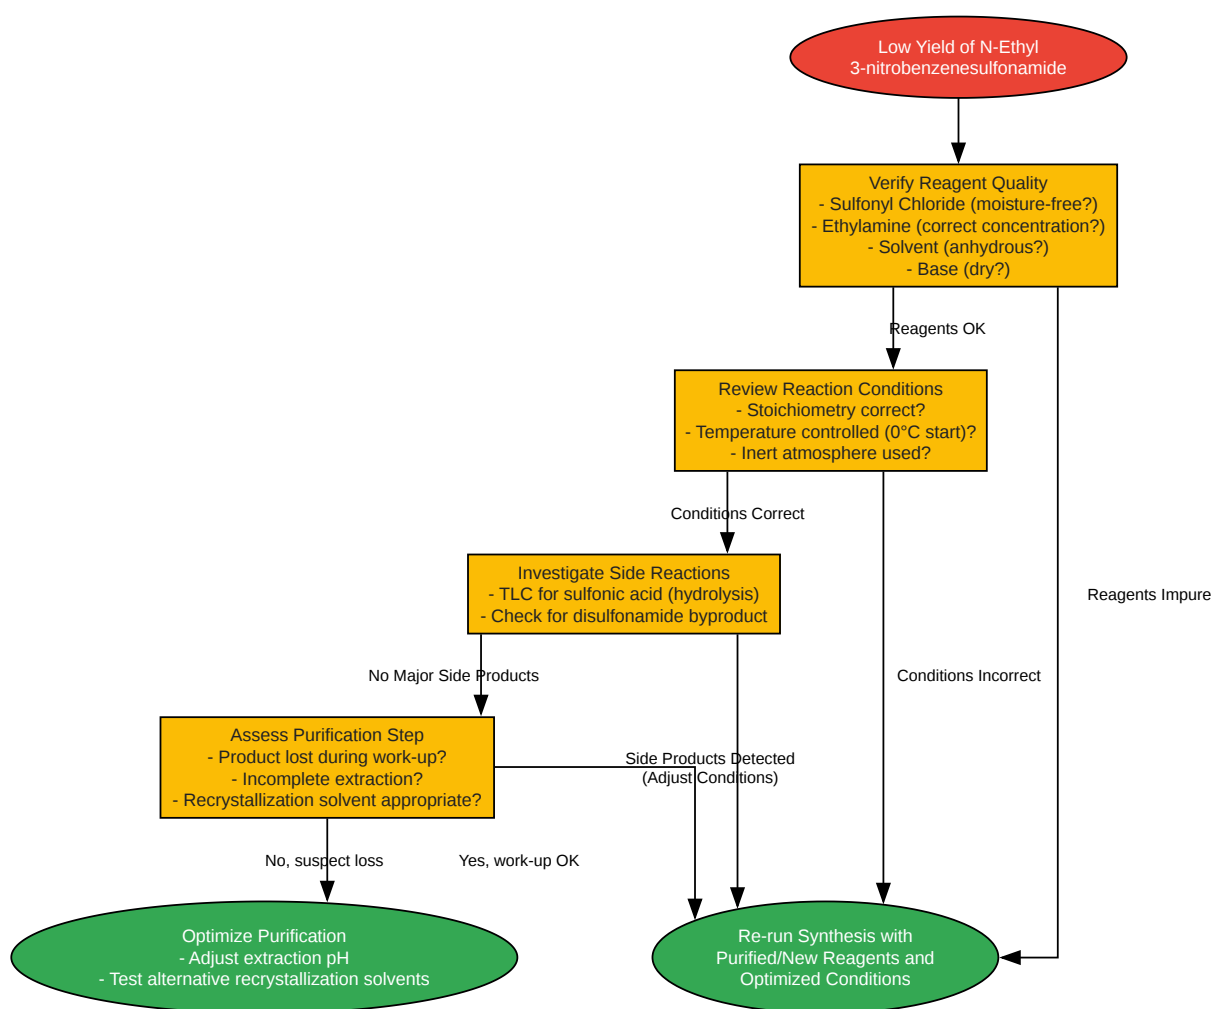 Low Yield of N-Ethyl
3-nitrobenzenesulfonamide
Verify Reagent Quality
- Sulfonyl Chloride (moisture-free?)
- Ethylamine (correct concentration?)
- Solvent (anhydrous?)
- Base (dry?)
Reagents OK
Review Reaction Conditions
- Stoichiometry correct?
- Temperature controlled (0°C start)?
- Inert atmosphere used?
Conditions Correct
Investigate Side Reactions
- TLC for sulfonic acid (hydrolysis)
- Check for disulfonamide byproduct
Reagents Impure
No Major Side Products
Conditions Incorrect
Assess Purification Step
- Product lost during work-up?
- Incomplete extraction?
- Recrystallization solvent appropriate?
Side Products Detected
(Adjust Conditions)
No, suspect loss
Yes, work-up OK
Optimize Purification
- Adjust extraction pH
- Test alternative recrystallization solvents
Re-run Synthesis with
Purified/New Reagents and
Optimized Conditions